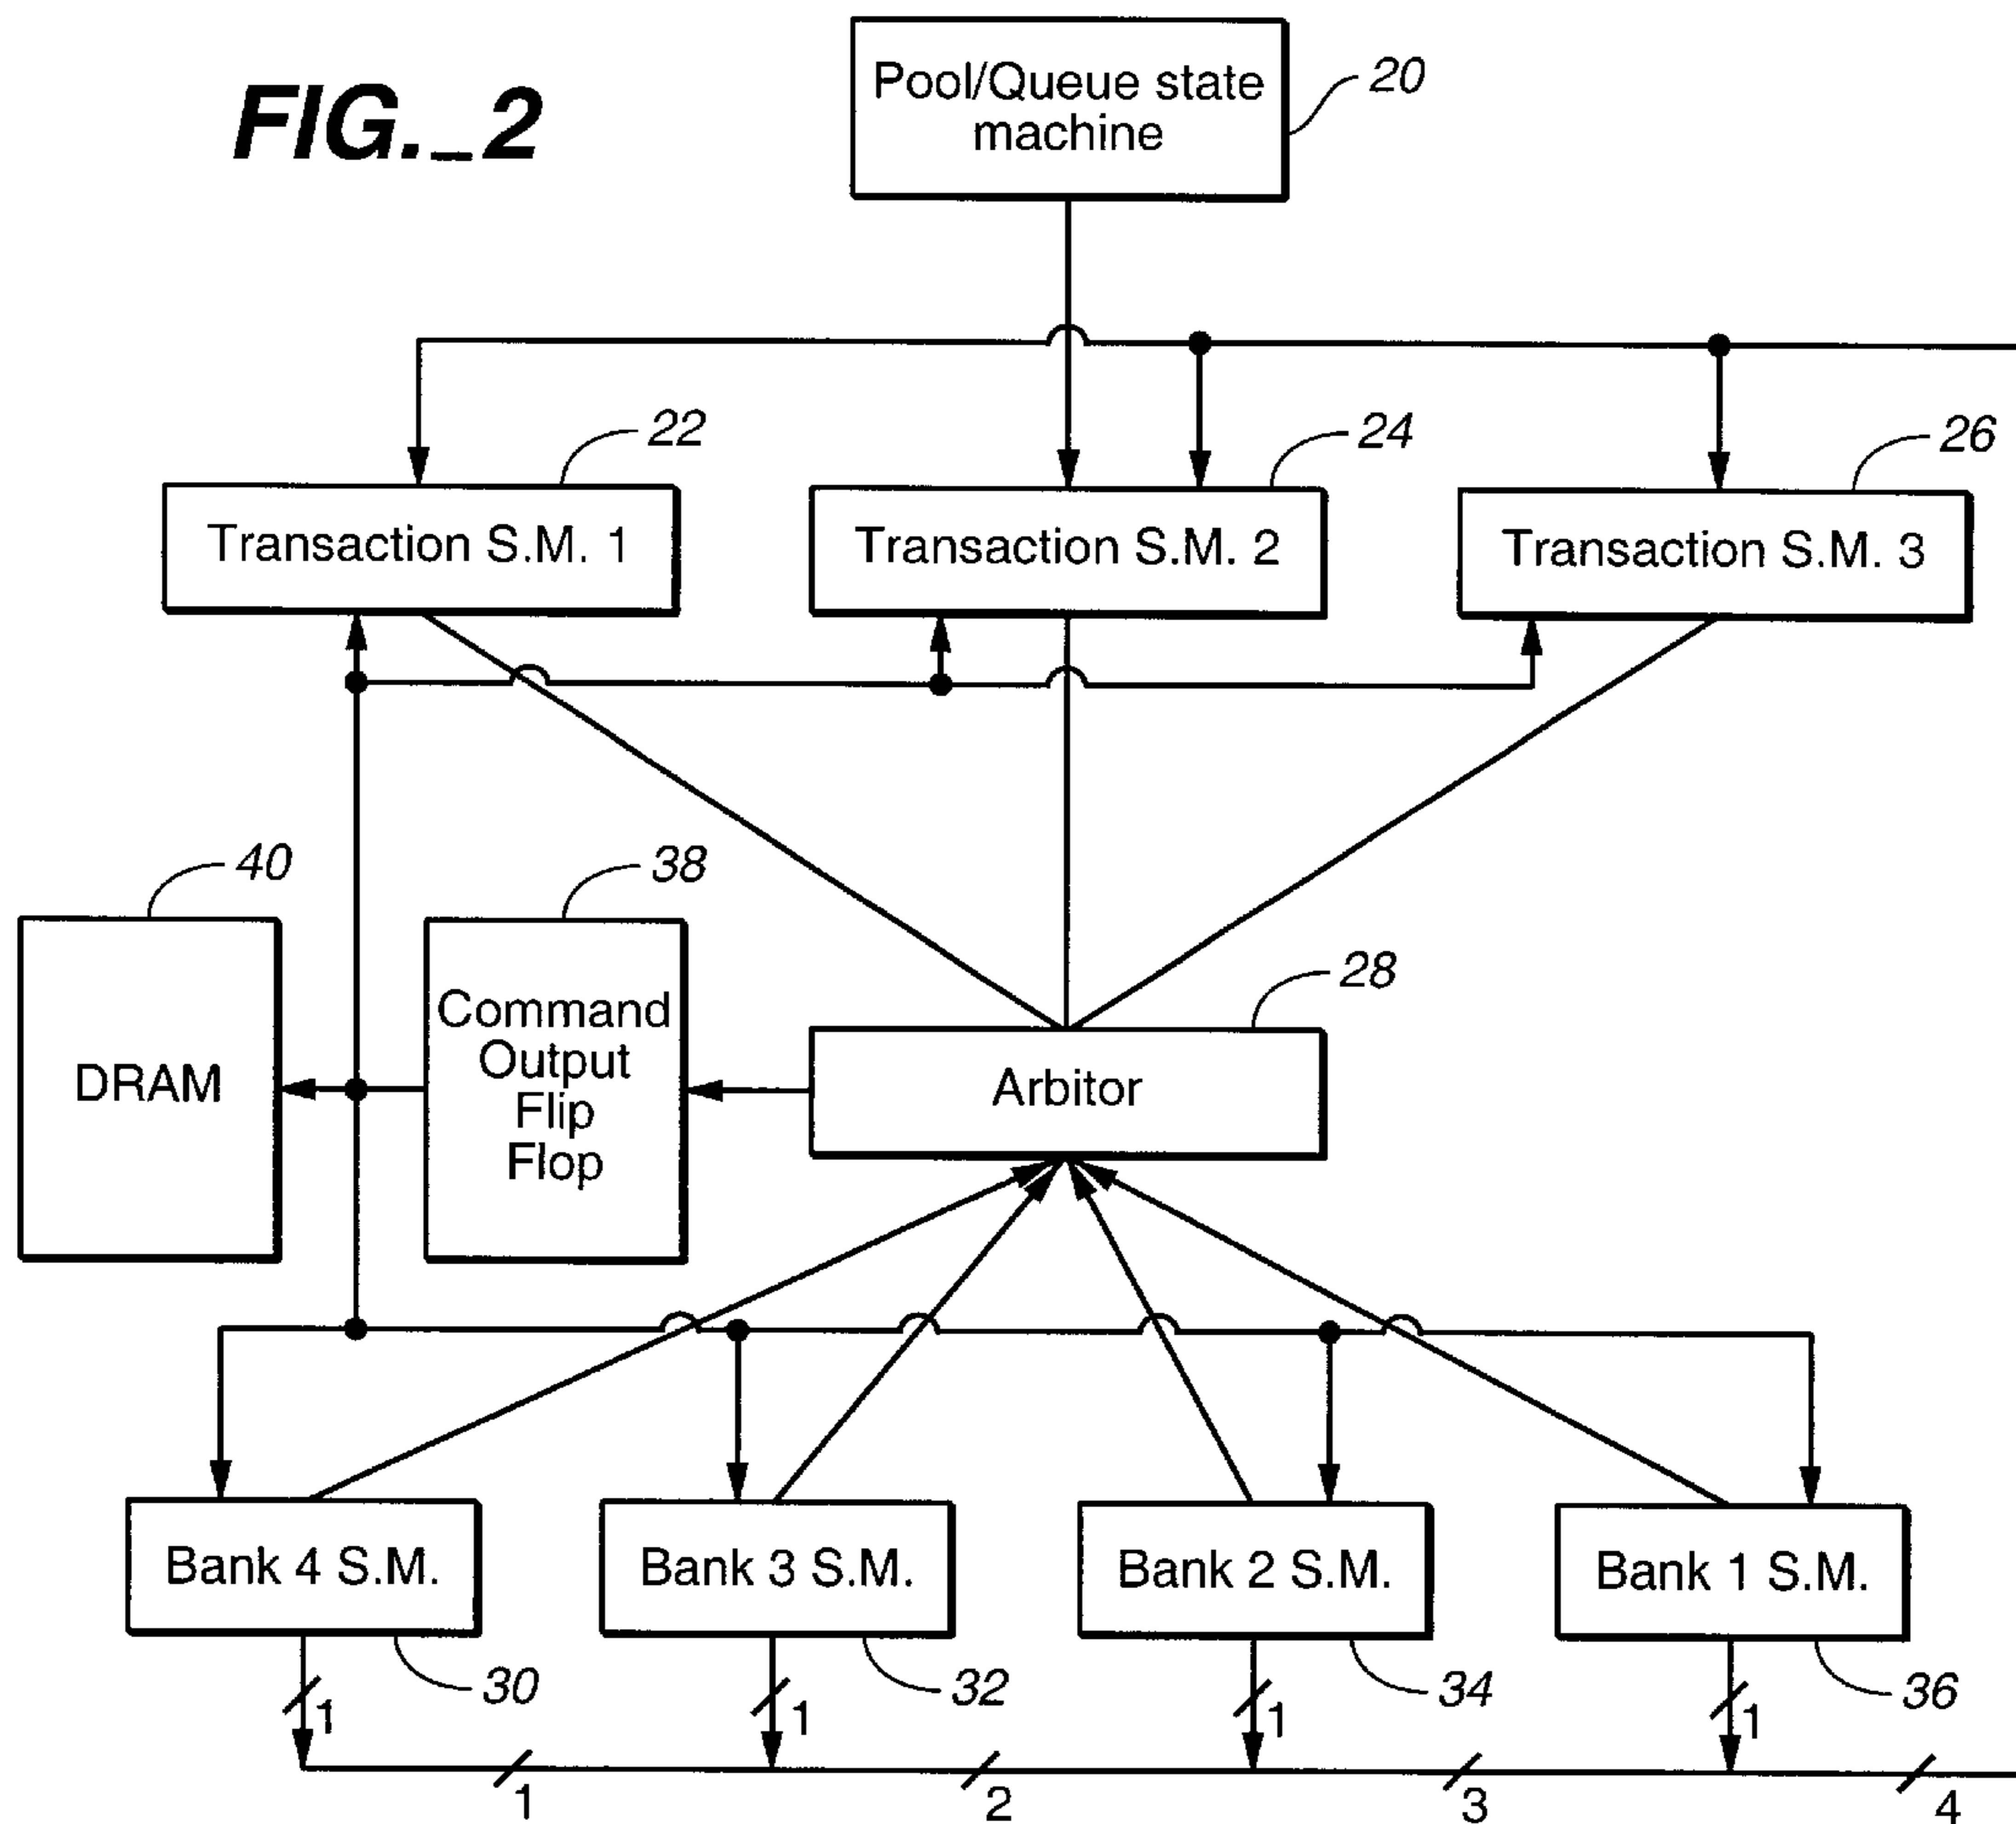 FIG._2
Pool/Queue state
machine
20
22
24
26
Transaction S.M. 1
Transaction S.M. 2
Transaction S.M. 3
40
38
28
DRAM
Command
Output
Flip
Flop
Arbitor
Bank 4 S.M.
Bank 3 S.M.
Bank 2 S.M.
Bank 1 S.M.
30
32
34
36
1
1
1
1
1
2
3
4